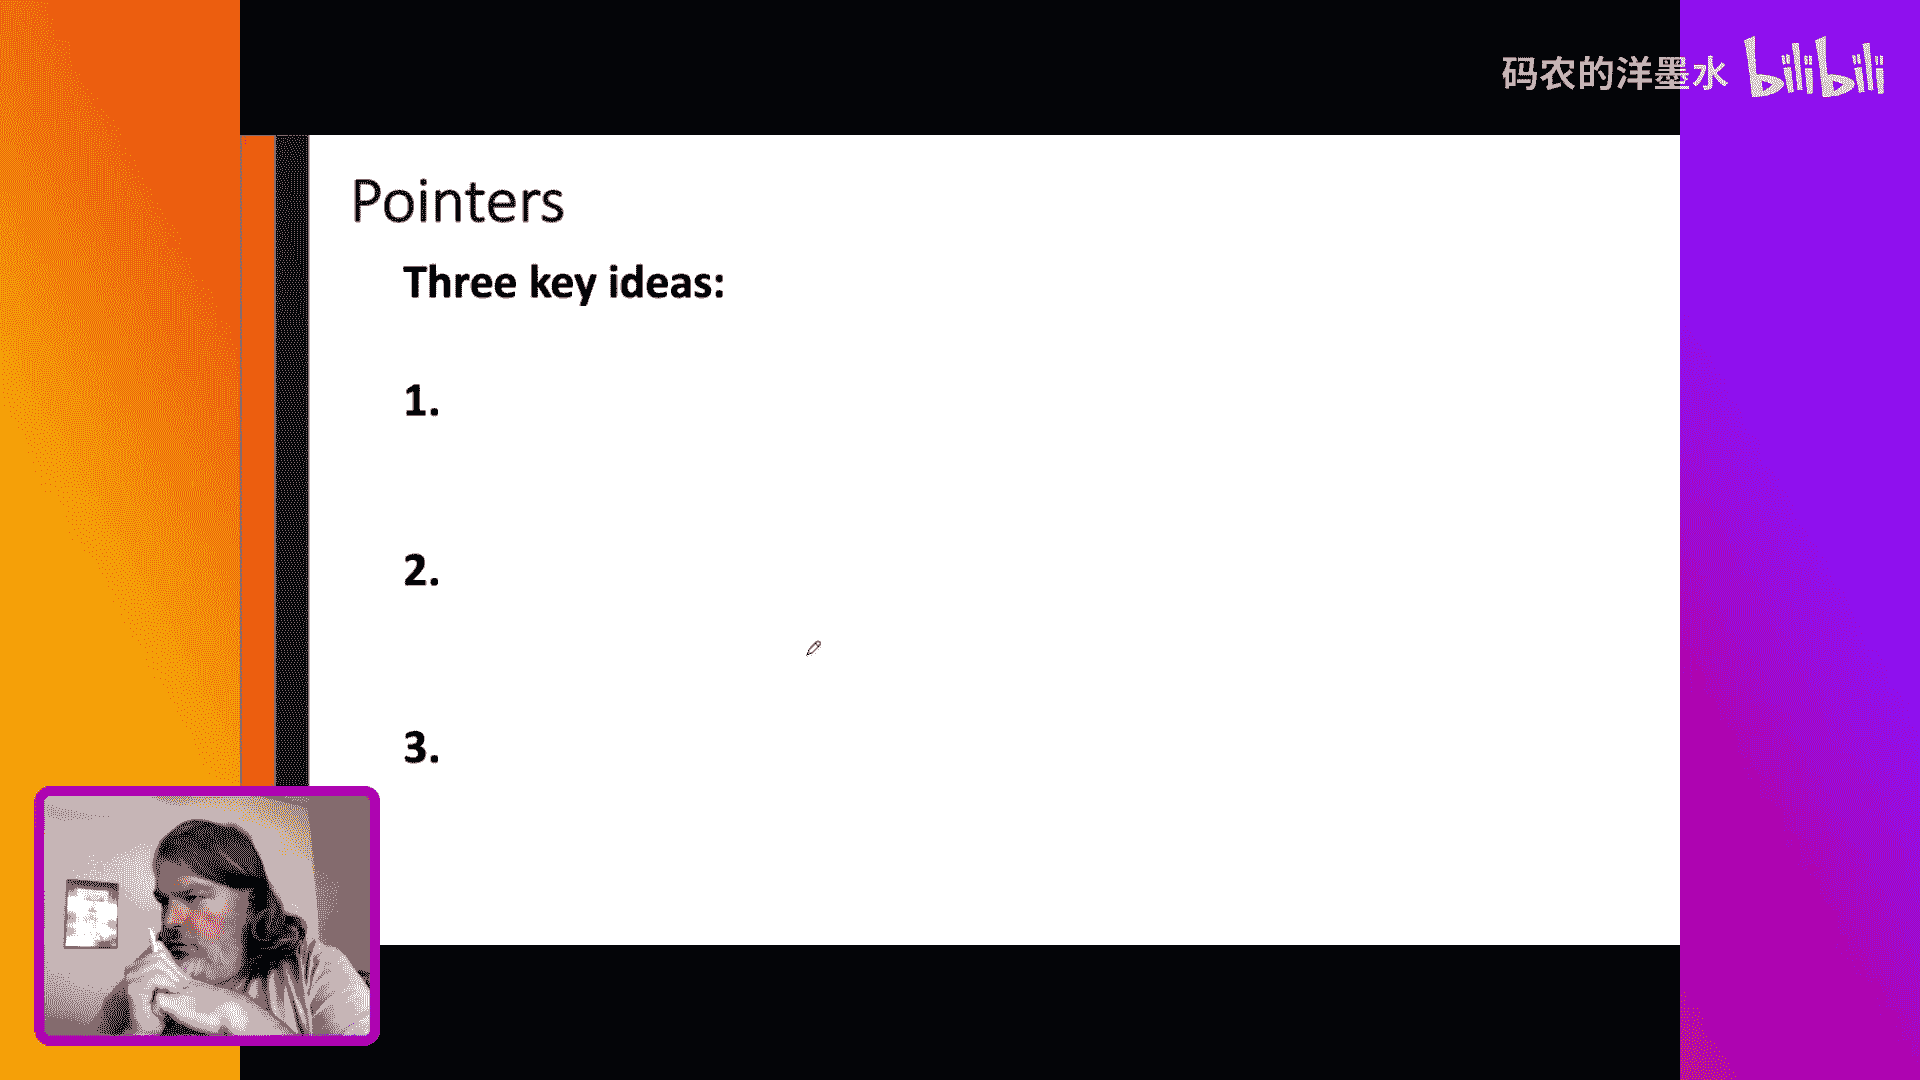 码农的洋墨水 bilibili
Pointers
Three key ideas:
1.
2.
3.